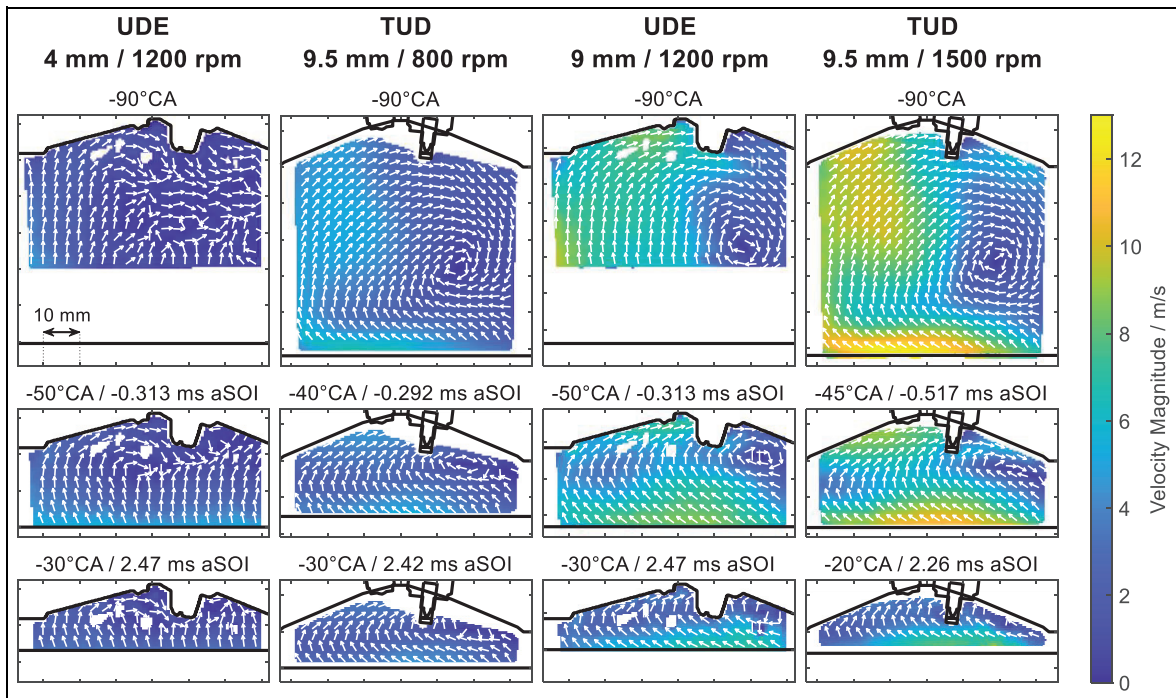 UDE TUD UDE TUD
4 mm / 1200 rpm 9.5 mm / 800 rpm 9 mm / 1200 rpm 9.5 mm / 1500 rpm
-90°CA -90°CA -90°CA -90°CA
10 mm
-50°CA / -0.313 ms aSOI -40°CA / -0.292 ms aSOI -50°CA / -0.313 ms aSOI -45°CA / -0.517 ms aSOI
-30°CA / 2.47 ms aSOI -30°CA / 2.42 ms aSOI -30°CA / 2.47 ms aSOI -20°CA / 2.26 ms aSOI
12
10
8
6
4
2
0
Velocity Magnitude / m/s